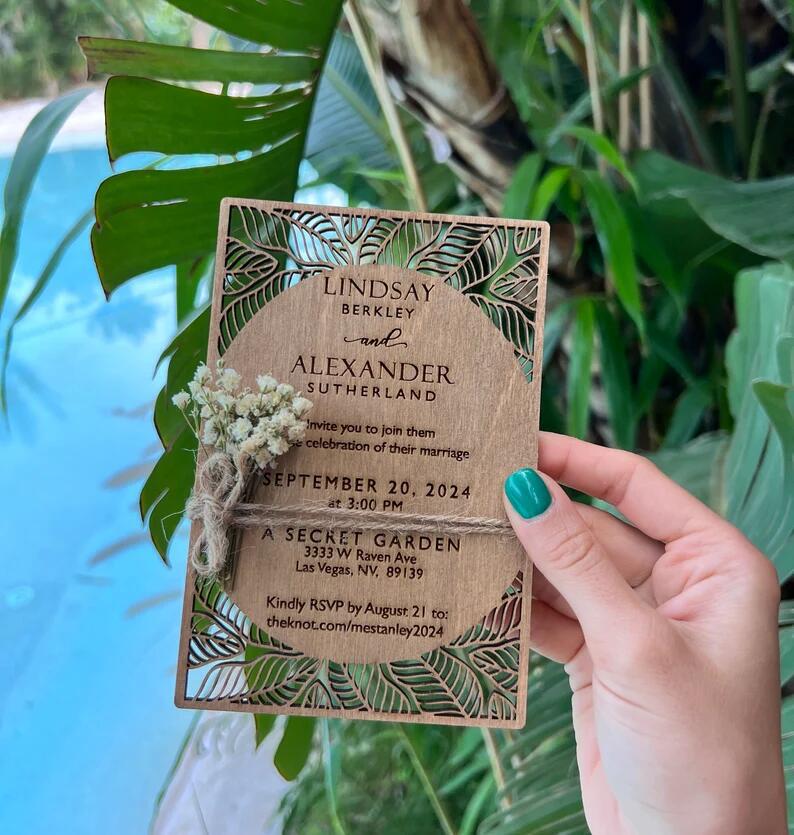 LINDSAY
BERKLEY
and
ALEXANDER
SUTHERLAND
Invite you to join them
celebration of their marriage
SEPTEMBER 20, 2024
at 3:00 PM
A SECRET GARDEN
3333 W Raven Ave
Las Vegas, NV, 89139
Kindly RSVP by August 21 to:
theknot.com/mestanley2024